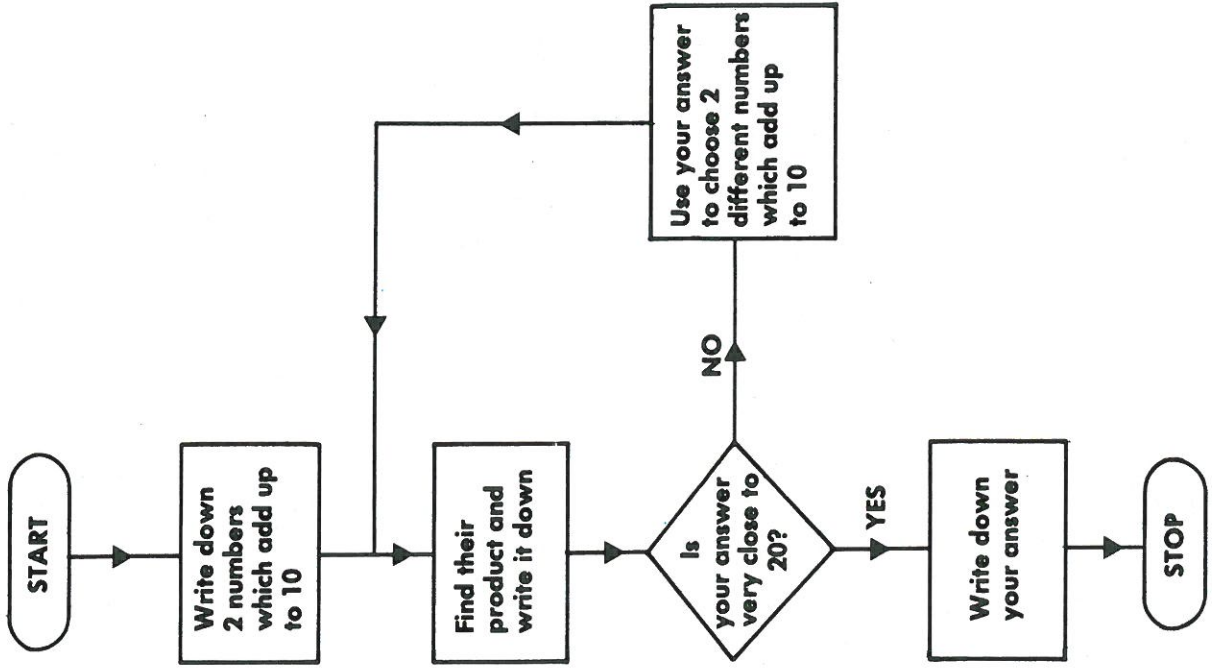 START
Write down
2 numbers
which add up
to 10
Find their
product and
write it down
Is
your answer
very close to
20?
NO
Use your answer
to choose 2
different numbers
which add up
to 10
YES
Write down
your answer
STOP